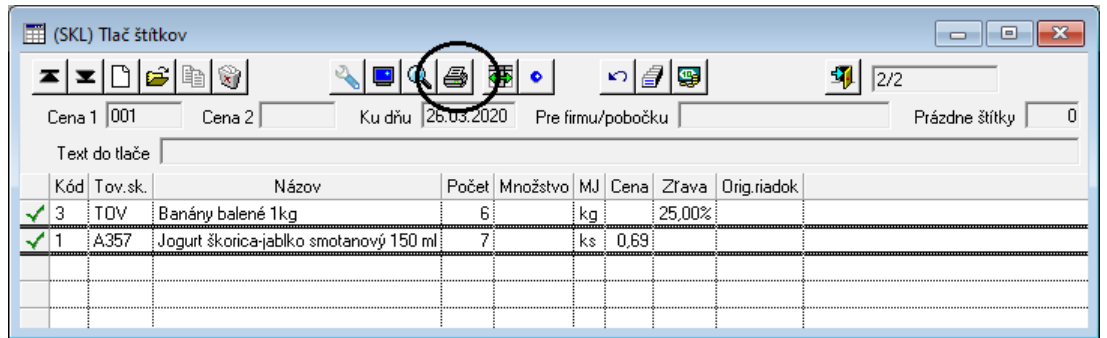 (SKL) Tlač štítkov
2/2
Cena 1 001 Cena 2 Ku dňu 26.03.2020 Pre firmu/pobočku Prázdne štítky 0
Text do tlače
Kód Tov.sk. Názov Počet Množstvo MJ Cena Zľava Orig.riadok
3 TOV Banány balené 1kg 6 kg 25,00%
1 A357 Jogurt škorica-jablko smotanový 150 ml 7 ks 0,69